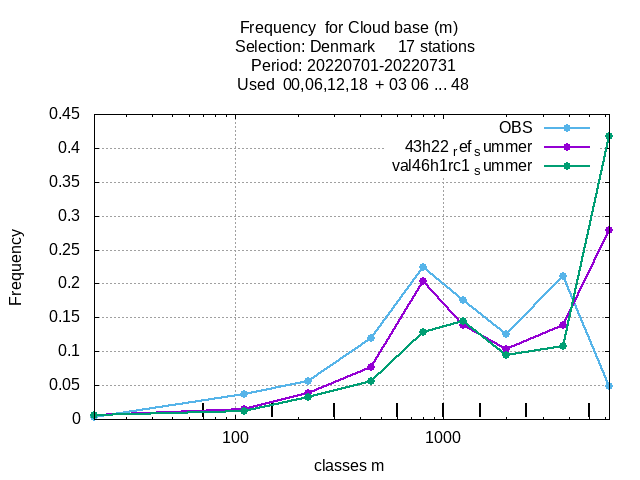 Frequency for Cloud base (m)
Selection: Denmark 17 stations
Period: 20220701-20220731
Used 00,06,12,18 + 03 06 ... 48
OBS
43h22 ref summer
val46h1rc1 summer
0.45
0.4
0.35
0.3
0.25
0.2
0.15
0.1
0.05
0
Frequency
100 1000
classes m